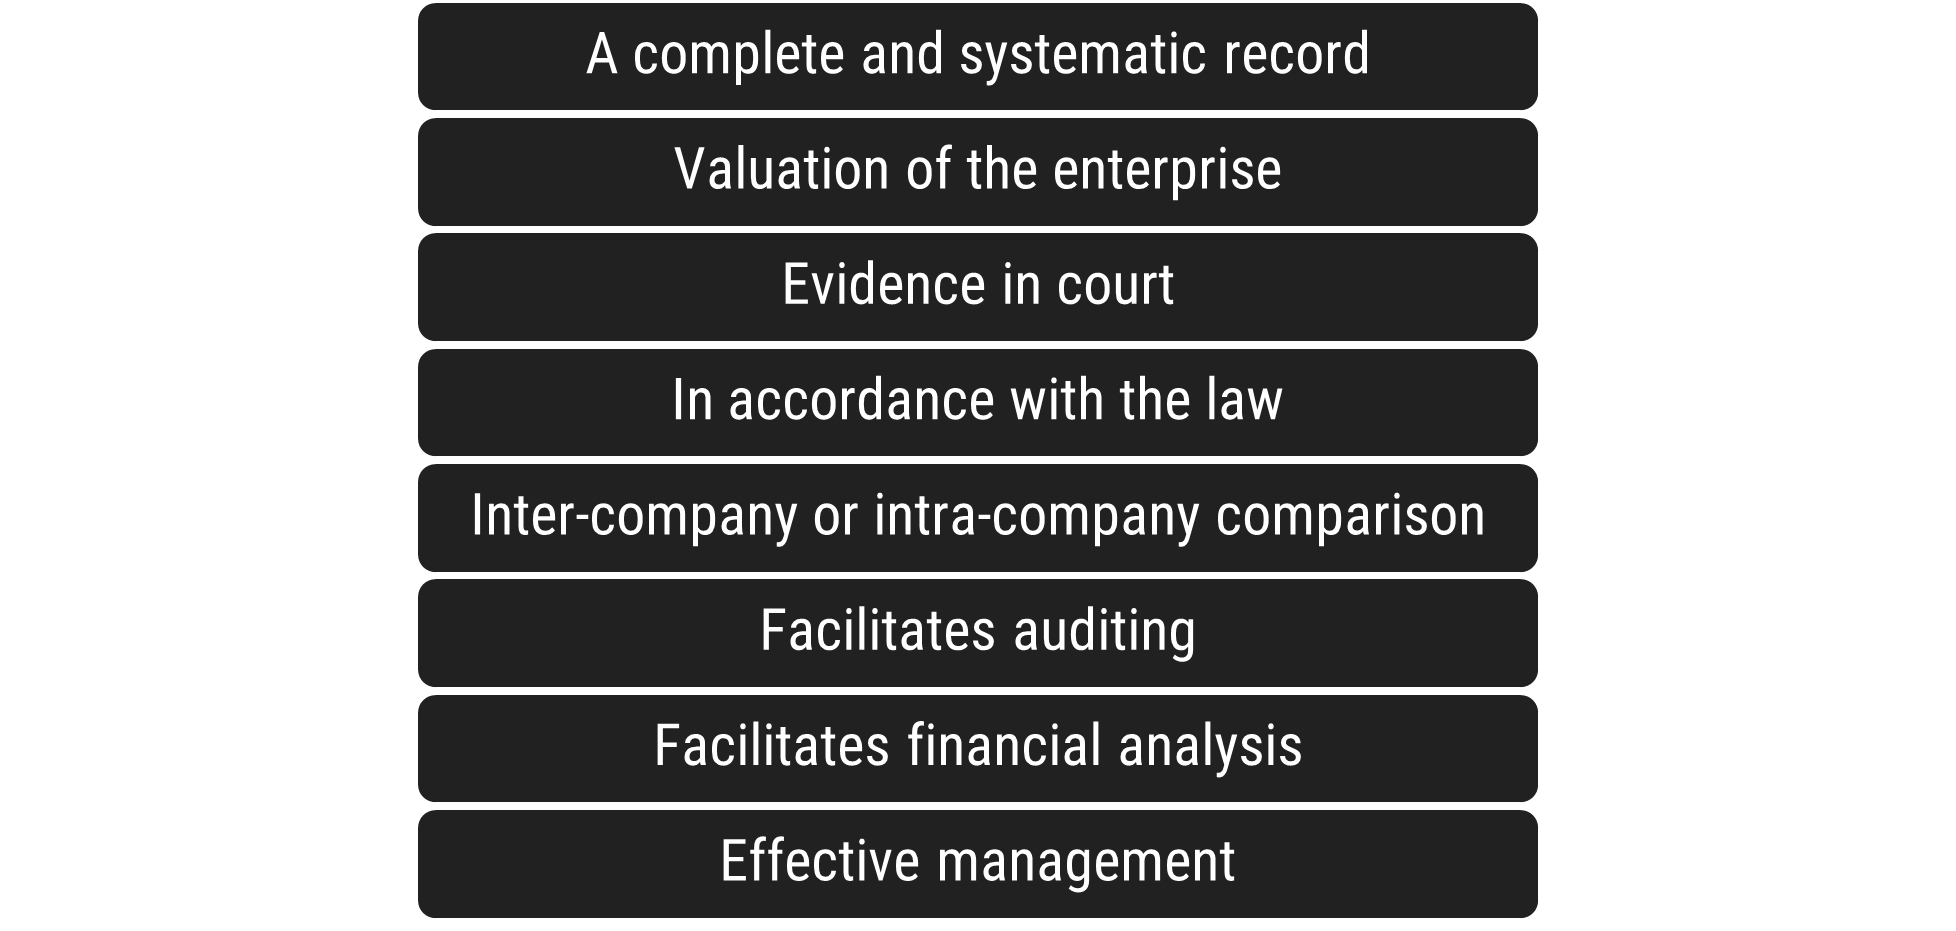 A complete and systematic record
Valuation of the enterprise
Evidence in court
In accordance with the law
Inter-company or intra-company comparison
Facilitates auditing
Facilitates financial analysis
Effective management